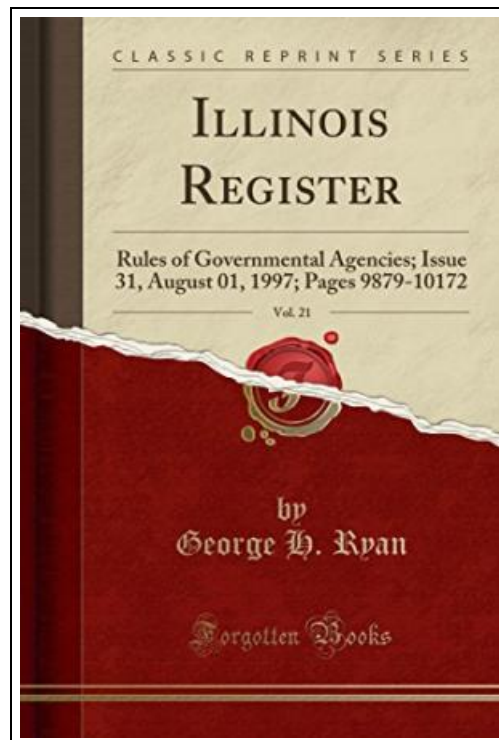 CLASSIC REPRINT SERIES
ILLINOIS
REGISTER
Rules of Governmental Agencies; Issue
31, August 01, 1997; Pages 9879-10172
Vol. 21
by
George H. Ryan
Forgotten Books